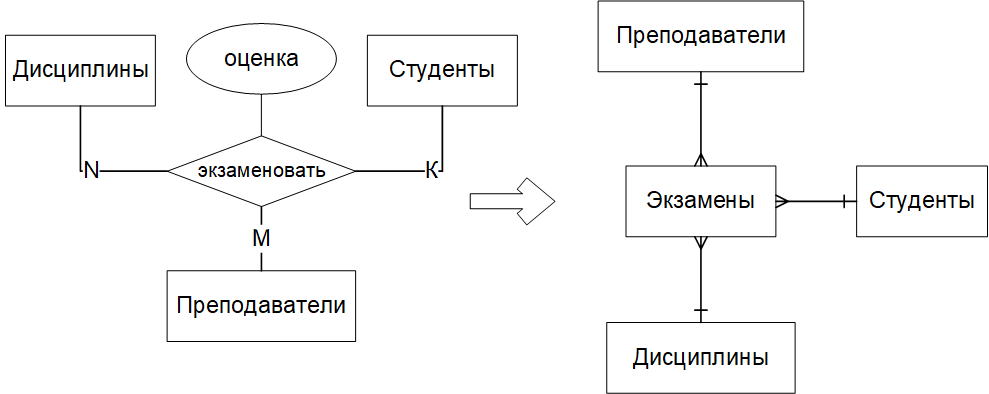 Дисциплины
оценка
Студенты
N
экзаменовать
К
М
Преподаватели
Преподаватели
Экзамены
Студенты
Дисциплины